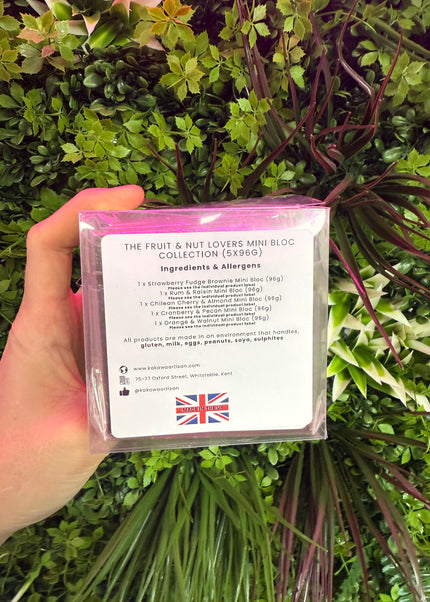 THE FRUIT & NUT LOVERS MINI BLOC
COLLECTION (5X96G)
Ingredients & Allergens
1 x Strawberry Fudge Brownie Mini Bloc (96g)
Please see the individual product label
1 x Rum & Raisin Mini Bloc (96g)
Please see the individual product label
1 x Chilean Cherry & Almond Mini Bloc (96g)
Please see the individual product label
1 x Cranberry & Pecan Mini Bloc (96g)
Please see the individual product label
1 x Orange & Walnut Mini Bloc (96g)
Please see the individual product label
All products are made in an environment that handles,
gluten, milk, eggs, peanuts, soya, sulphites
www.kakawaartisan
75-77 Oxford Street, Whitstable, Kent
@kakawaartisan
MADE IN UK